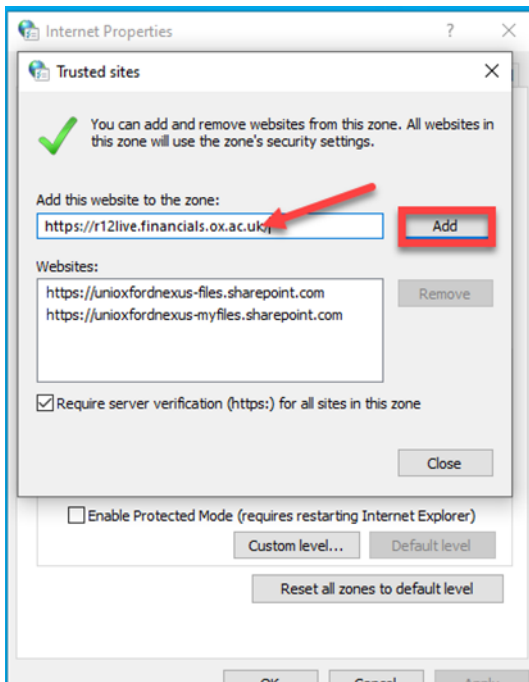 Internet Properties
?
Trusted sites
You can add and remove websites from this zone. All websites in
this zone will use the zone's security settings.
Add this website to the zone:
https://r12live.financials.ox.ac.uk/
Add
Websites:
https://unioxfordnexus-files.sharepoint.com
https://unioxfordnexus-myfiles.sharepoint.com
Remove
Require server verification (https:) for all sites in this zone
Close
Enable Protected Mode (requires restarting Internet Explorer)
Custom level...
Default level
Reset all zones to default level
OK
Cancel
Apply